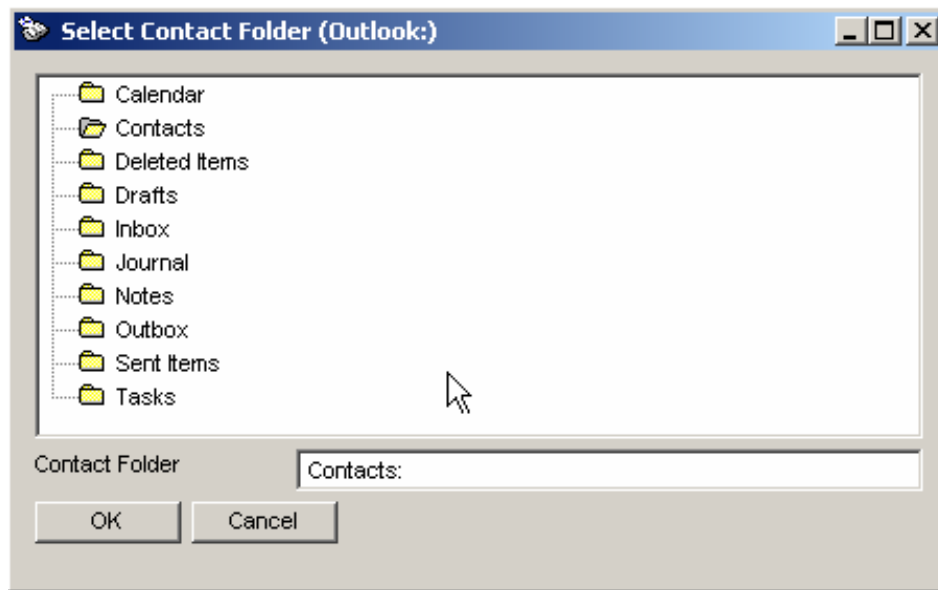 Select Contact Folder (Outlook:)
Calendar
Contacts
Deleted Items
Drafts
Inbox
Journal
Notes
Outbox
Sent Items
Tasks
Contact Folder Contacts:
OK Cancel